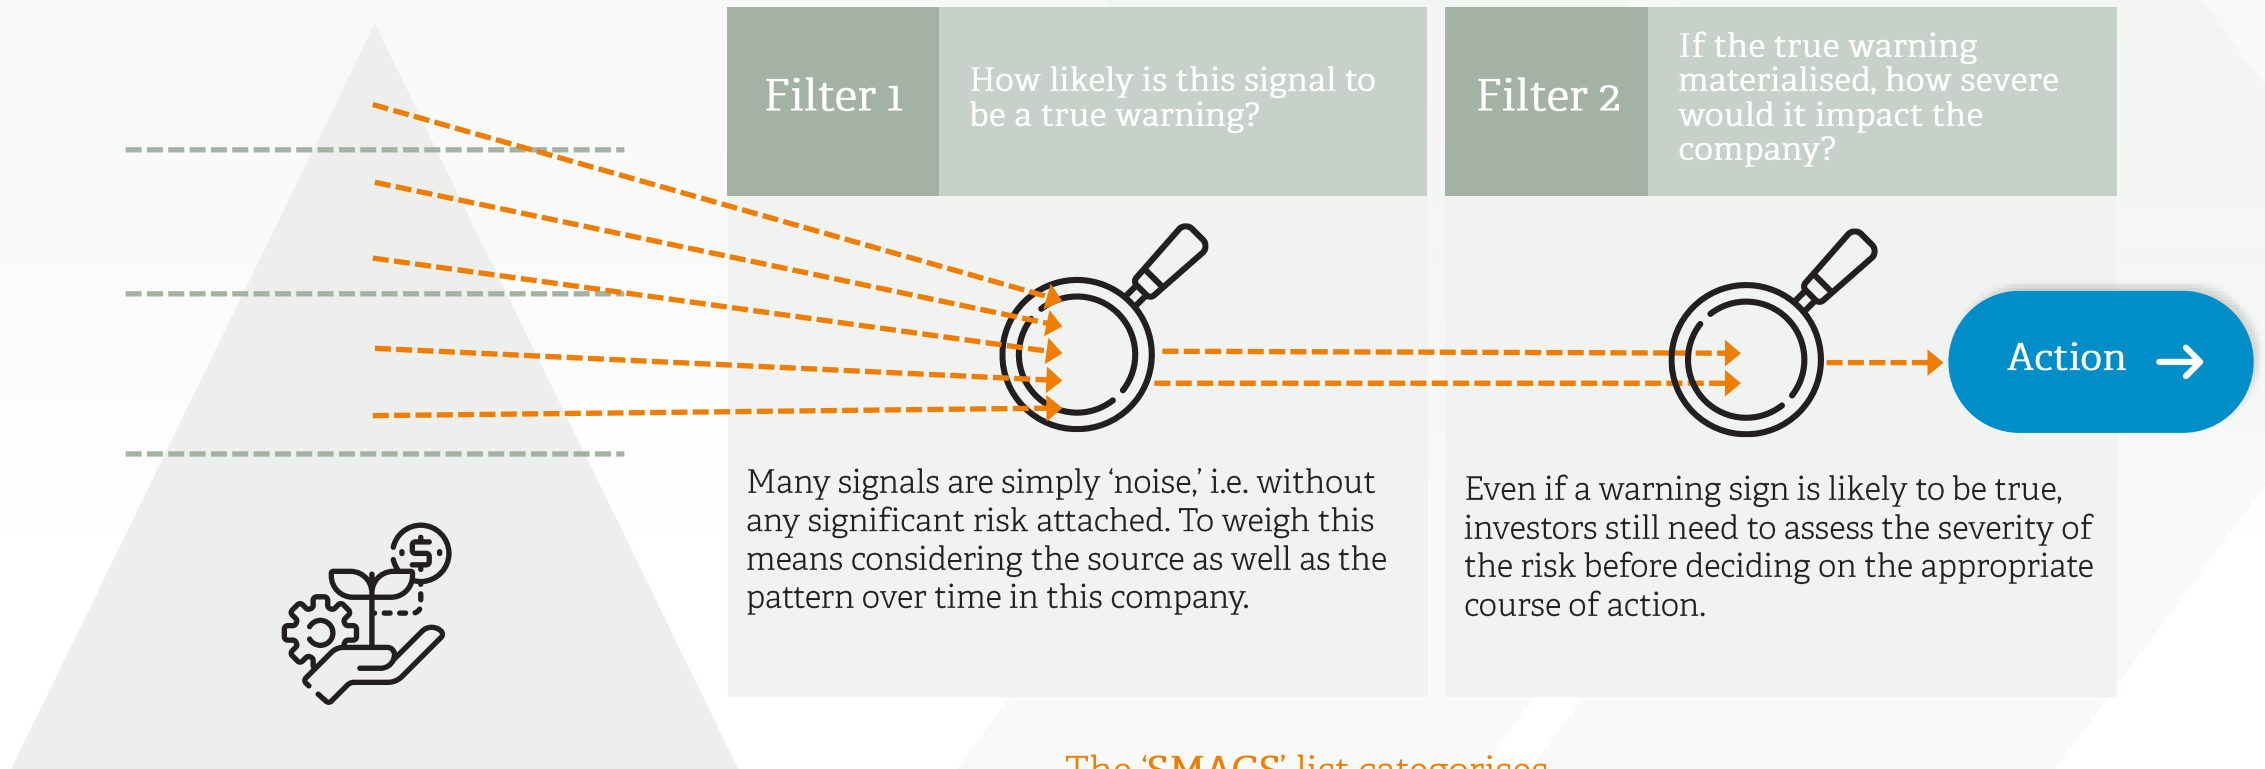 Filter 1
How likely is this signal to
be a true warning?
Filter 2
If the true warning
materialised, how severe
would it impact the
company?
Action
Many signals are simply ‘noise,’ i.e. without
any significant risk attached. To weigh this
means considering the source as well as the
pattern over time in this company.
Even if a warning sign is likely to be true,
investors still need to assess the severity of
the risk before deciding on the appropriate
course of action.
The ‘SMAGS’ list categorises